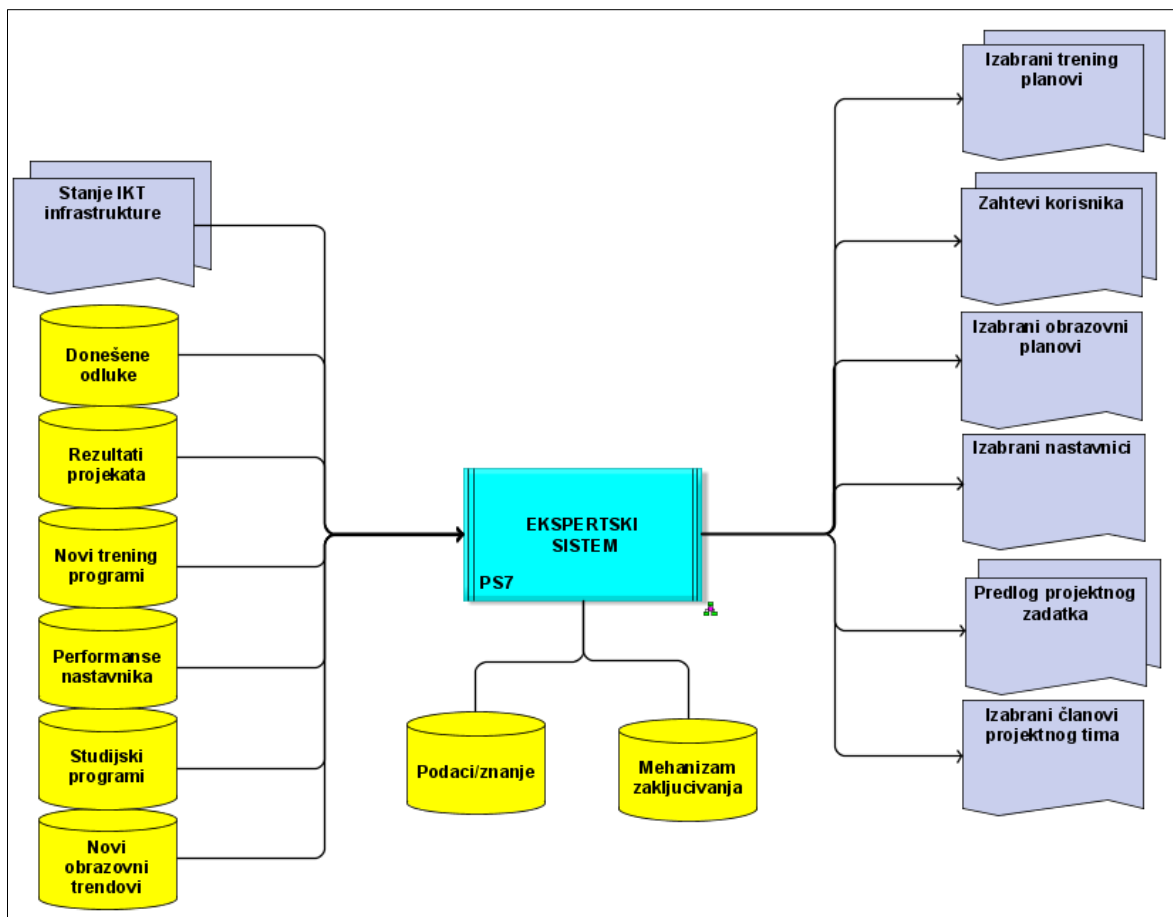 Stanje IKT
infrastrukture
Donešene
odluke
Rezultati
projekata
Novi trening
programi
Performanse
nastavnika
Studijski
programi
Novi
obrazovni
trendovi
EKSPERTSKI
SISTEM
PS7
Podaci/znanje
Mehanizam
zakljucivanja
Izabrani trening
planovi
Zahtevi korisnika
Izabrani obrazovni
planovi
Izabrani nastavnici
Predlog projektnog
zadatka
Izabrani članovi
projektnog tima